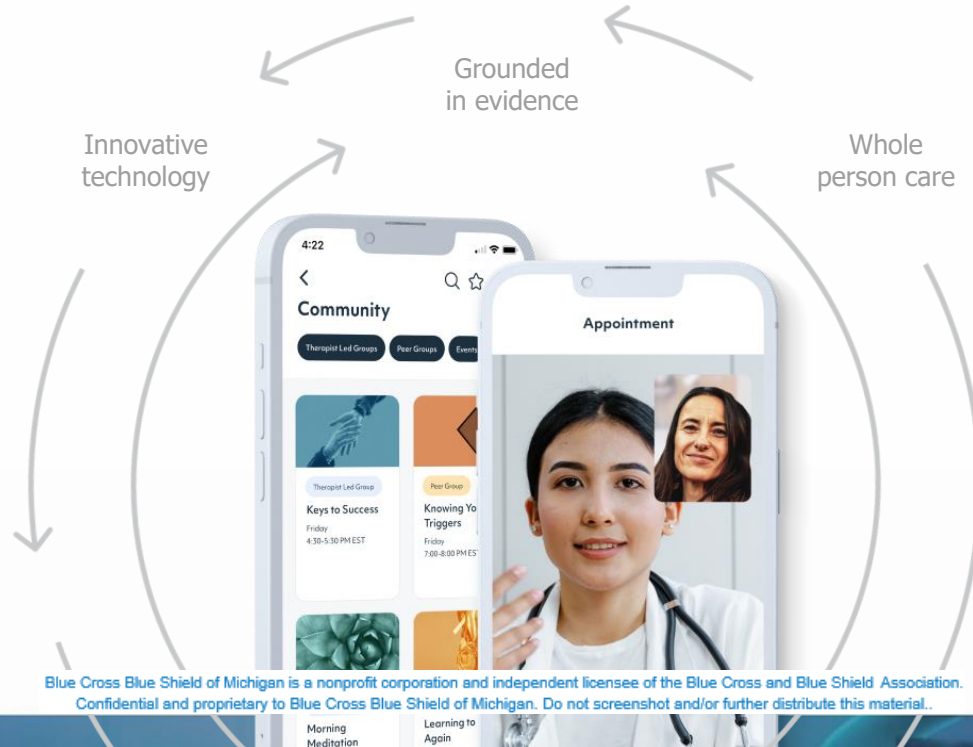 Grounded
in evidence
Innovative
technology
Whole
person care
4:22
Community
Therapist Led Groups
Peer Groups
Events
Therapist Led Group
Keys to Success
Friday
4:30-5:30 PM EST
Peer Group
Knowing Yo
Triggers
Friday
7:00-8:00 PM EST
Appointment
Blue Cross Blue Shield of Michigan is a nonprofit corporation and independent licensee of the Blue Cross and Blue Shield Association.
Confidential and proprietary to Blue Cross Blue Shield of Michigan. Do not screenshot and/or further distribute this material..
Morning
Meditation
Learning to
Again